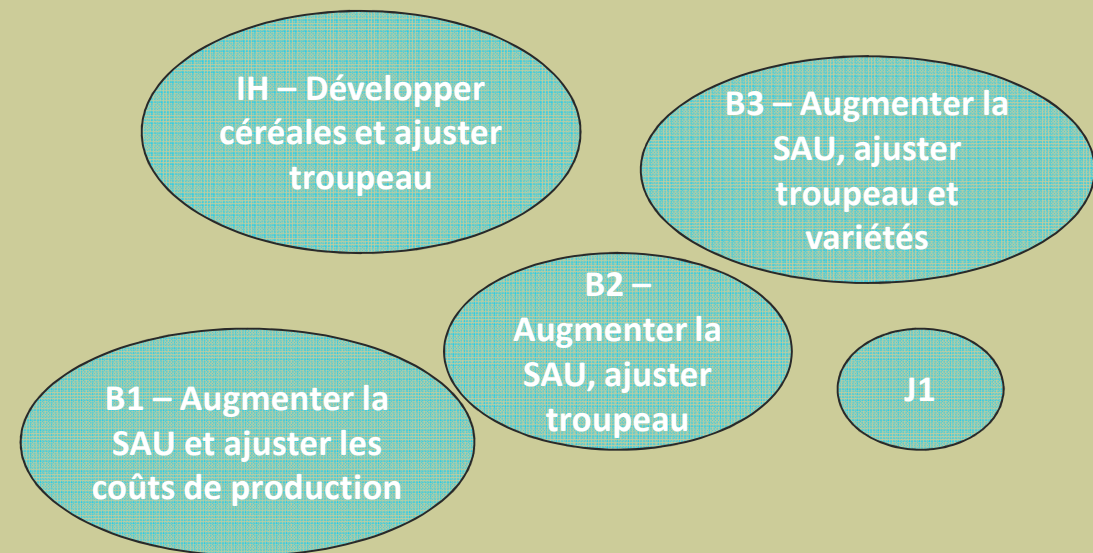 IH – Développer
céréales et ajuster
troupeau
B3 – Augmenter la
SAU, ajuster
troupeau et
variétés
B2 –
Augmenter la
SAU, ajuster
troupeau
J1
B1 – Augmenter la
SAU et ajuster les
coûts de production